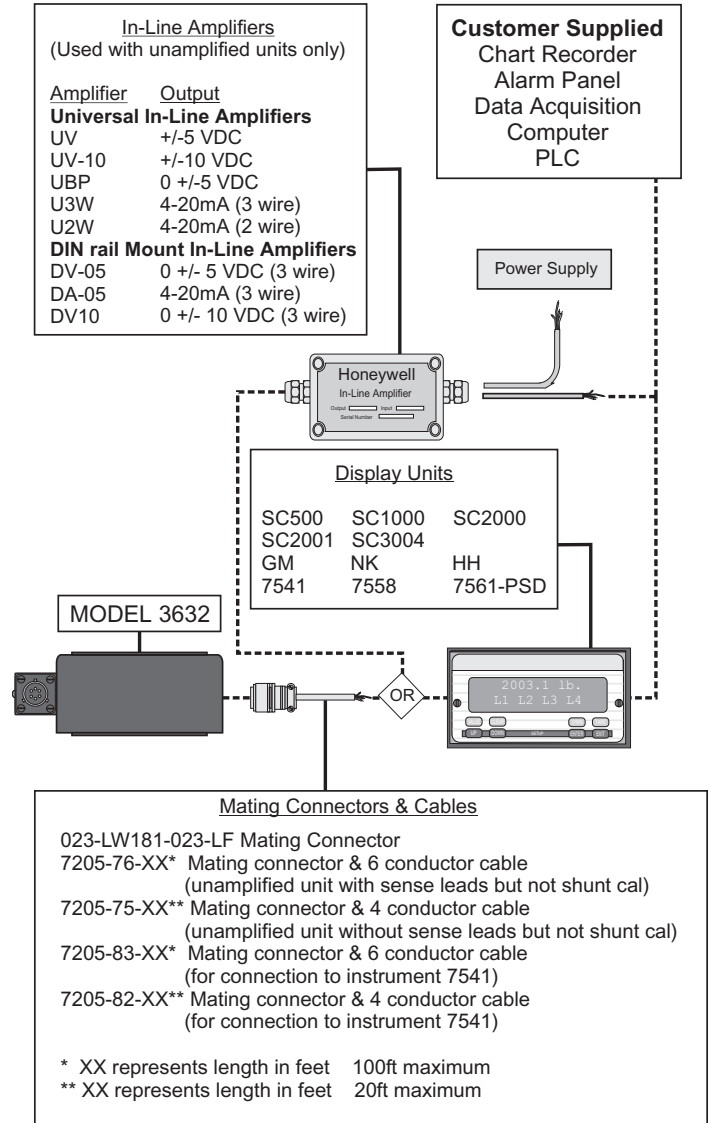 In-Line Amplifiers
(Used with unamplified units only)
Amplifier Output
Universal In-Line Amplifiers
UV +/-5 VDC
UV-10 +/-10 VDC
UBP 0 +/-5 VDC
U3W 4-20mA (3 wire)
U2W 4-20mA (2 wire)
DIN rail Mount In-Line Amplifiers
DV-05 0 +/- 5 VDC (3 wire)
DA-05 4-20mA (3 wire)
DV10 0 +/- 10 VDC (3 wire)
Customer Supplied
Chart Recorder
Alarm Panel
Data Acquisition
Computer
PLC
Power Supply
Honeywell
In-Line Amplifier
Output Input
Serial Number
Display Units
SC500 SC1000 SC2000
SC2001 SC3004
GM NK HH
7541 7558 7561-PSD
MODEL 3632
OR
2003.1 lb.
L1 L2 L3 L4
UP DOWN SETUP ENTER EXIT
Mating Connectors & Cables
023-LW181-023-LF Mating Connector
7205-76-XX* Mating connector & 6 conductor cable
(unamplified unit with sense leads but not shunt cal)
7205-75-XX** Mating connector & 4 conductor cable
(unamplified unit without sense leads but not shunt cal)
7205-83-XX* Mating connector & 6 conductor cable
(for connection to instrument 7541)
7205-82-XX** Mating connector & 4 conductor cable
(for connection to instrument 7541)
* XX represents length in feet 100ft maximum
** XX represents length in feet 20ft maximum